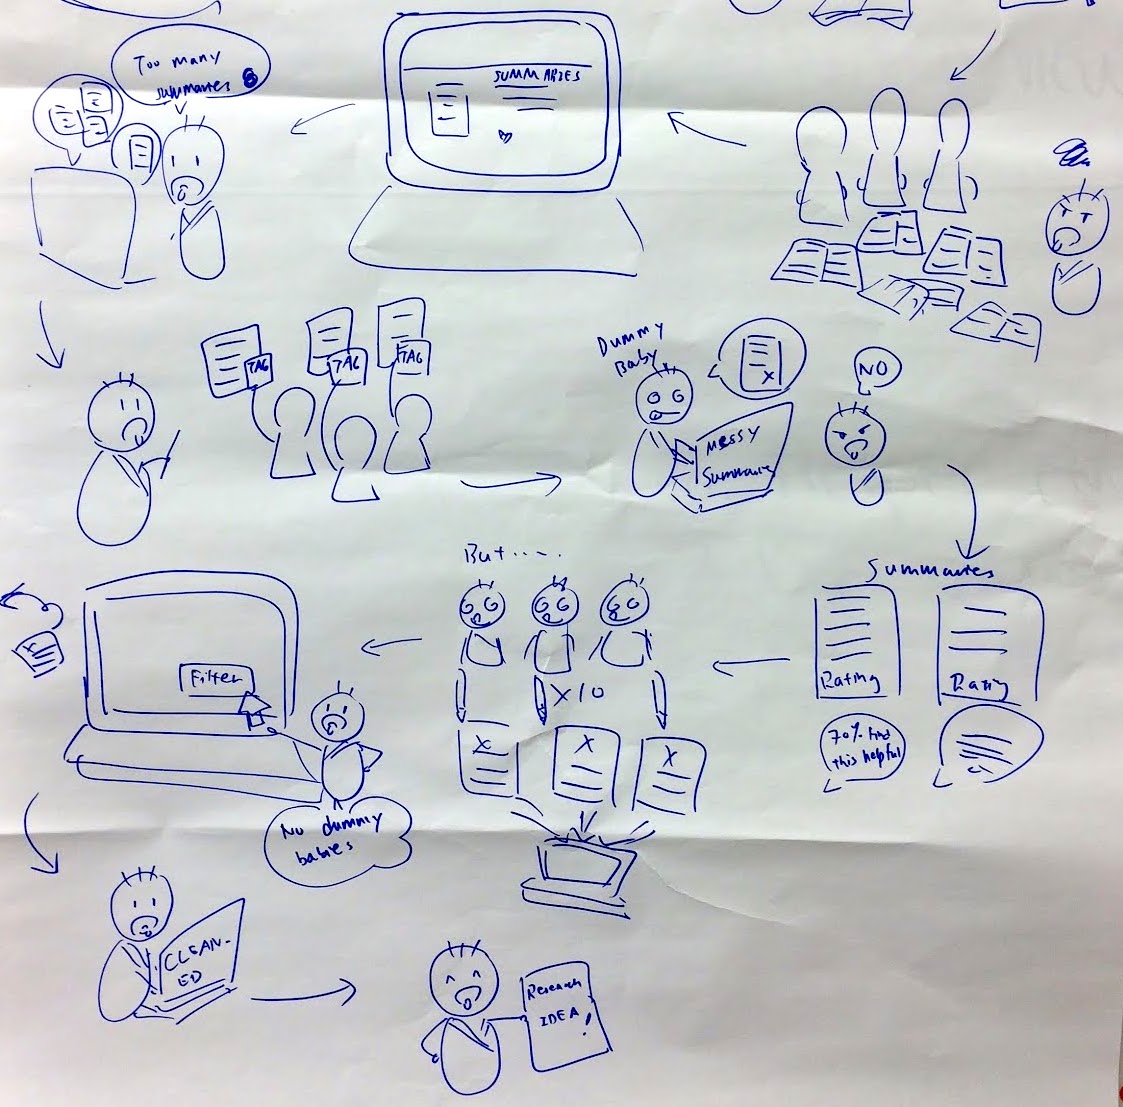 Too many
summaries
SUMMARIES
TAG
TAG
TAG
Dummy
Baby
X
MESSY
Summaries
NO
Summaries
Rating
Rating
70% find
this helpful
But.....
X10
X
X
X
X
Filter
No dummy
babies
CLEAN-
ED
Research
IDEA!